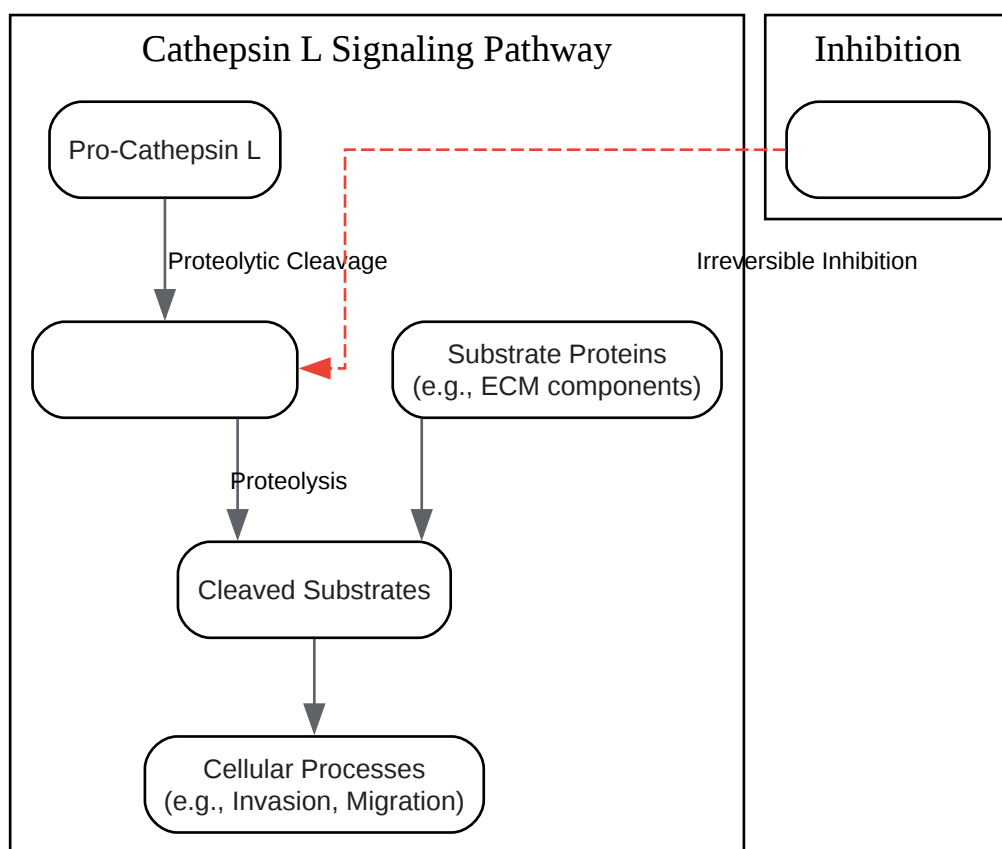 Cathepsin L Signaling Pathway
Inhibition
Pro-Cathepsin L
Proteolytic Cleavage
Irreversible Inhibition
Substrate Proteins
(e.g., ECM components)
Proteolysis
Cleaved Substrates
Cellular Processes
(e.g., Invasion, Migration)